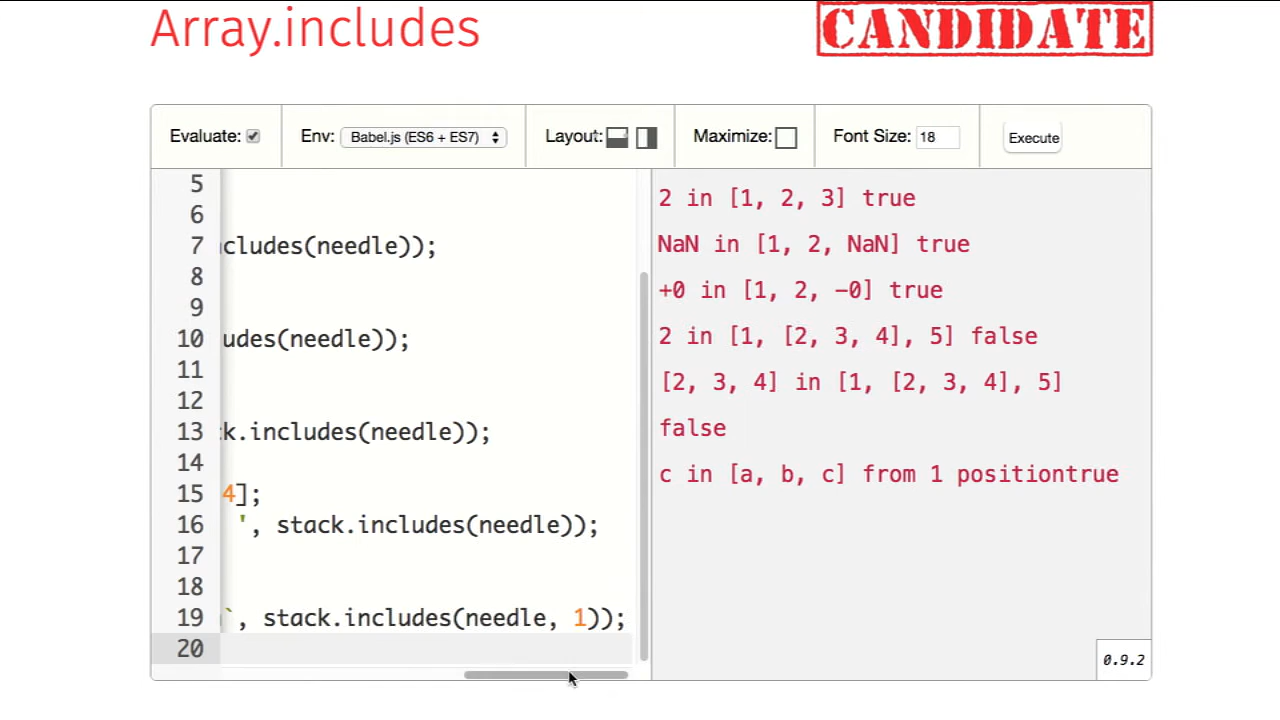 Array.includes
CANDIDATE
Evaluate: Env: Babel.js (ES6 + ES7) Layout: Maximize: Font Size: 18 Execute
5
6
7 cludes(needle));
8
9
10 udes(needle));
11
12
13 k.includes(needle));
14
15 4];
16 ', stack.includes(needle));
17
18
19 `, stack.includes(needle, 1));
20
2 in [1, 2, 3] true
NaN in [1, 2, NaN] true
+0 in [1, 2, -0] true
2 in [1, [2, 3, 4], 5] false
[2, 3, 4] in [1, [2, 3, 4], 5]
false
c in [a, b, c] from 1 positiontrue
0.9.2